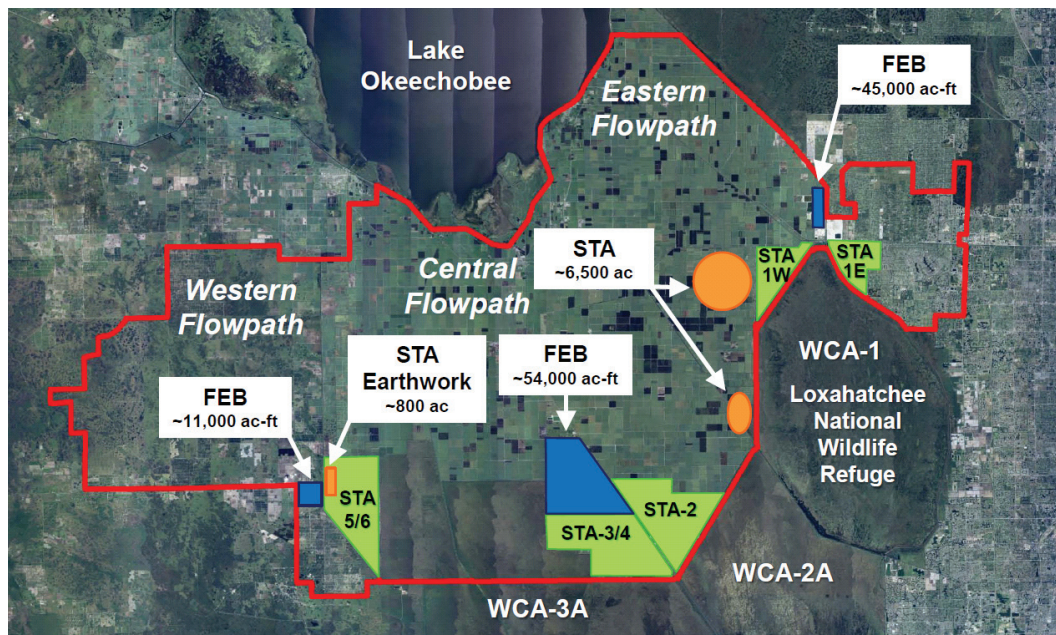 Lake
Okeechobee
Eastern
Flowpath
FEB
~45,000 ac-ft
STA
~6,500 ac
STA
1W
STA
1E
Central
Flowpath
Western
Flowpath
FEB
~11,000 ac-ft
STA
Earthwork
~800 ac
FEB
~54,000 ac-ft
WCA-1
Loxahatchee
National
Wildlife
Refuge
STA
5/6
STA-3/4
STA-2
WCA-2A
WCA-3A